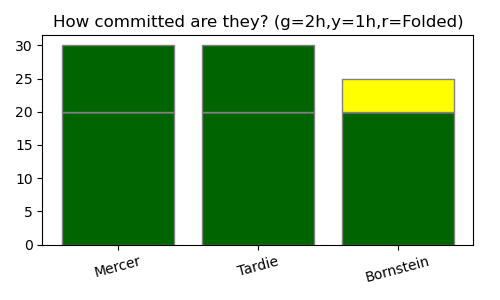 How committed are they? (g=2h,y=1h,r=Folded)
30
25
20
15
10
5
0
Mercer
Tardie
Bornstein